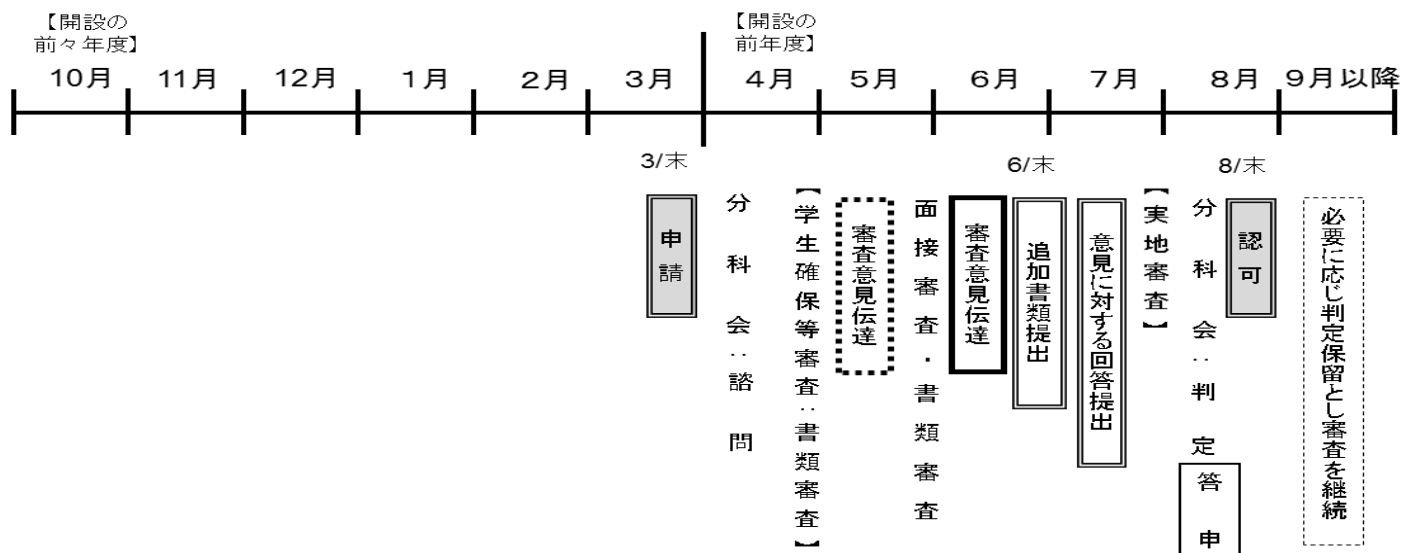 【開設の
前々年度】
【開設の
前年度】
10月
11月
12月
1月
2月
3月
4月
5月
6月
7月
8月
9月以降
3/末
6/末
8/末
申請
分科会：諮問
【学生確保等審査：書類審査】
審査意見伝達
面接審査・書類審査
審査意見伝達
追加書類提出
意見に対する回答提出
【実地審査】
分科会：判定
答申
認可
必要に応じ判定保留とし審査を継続